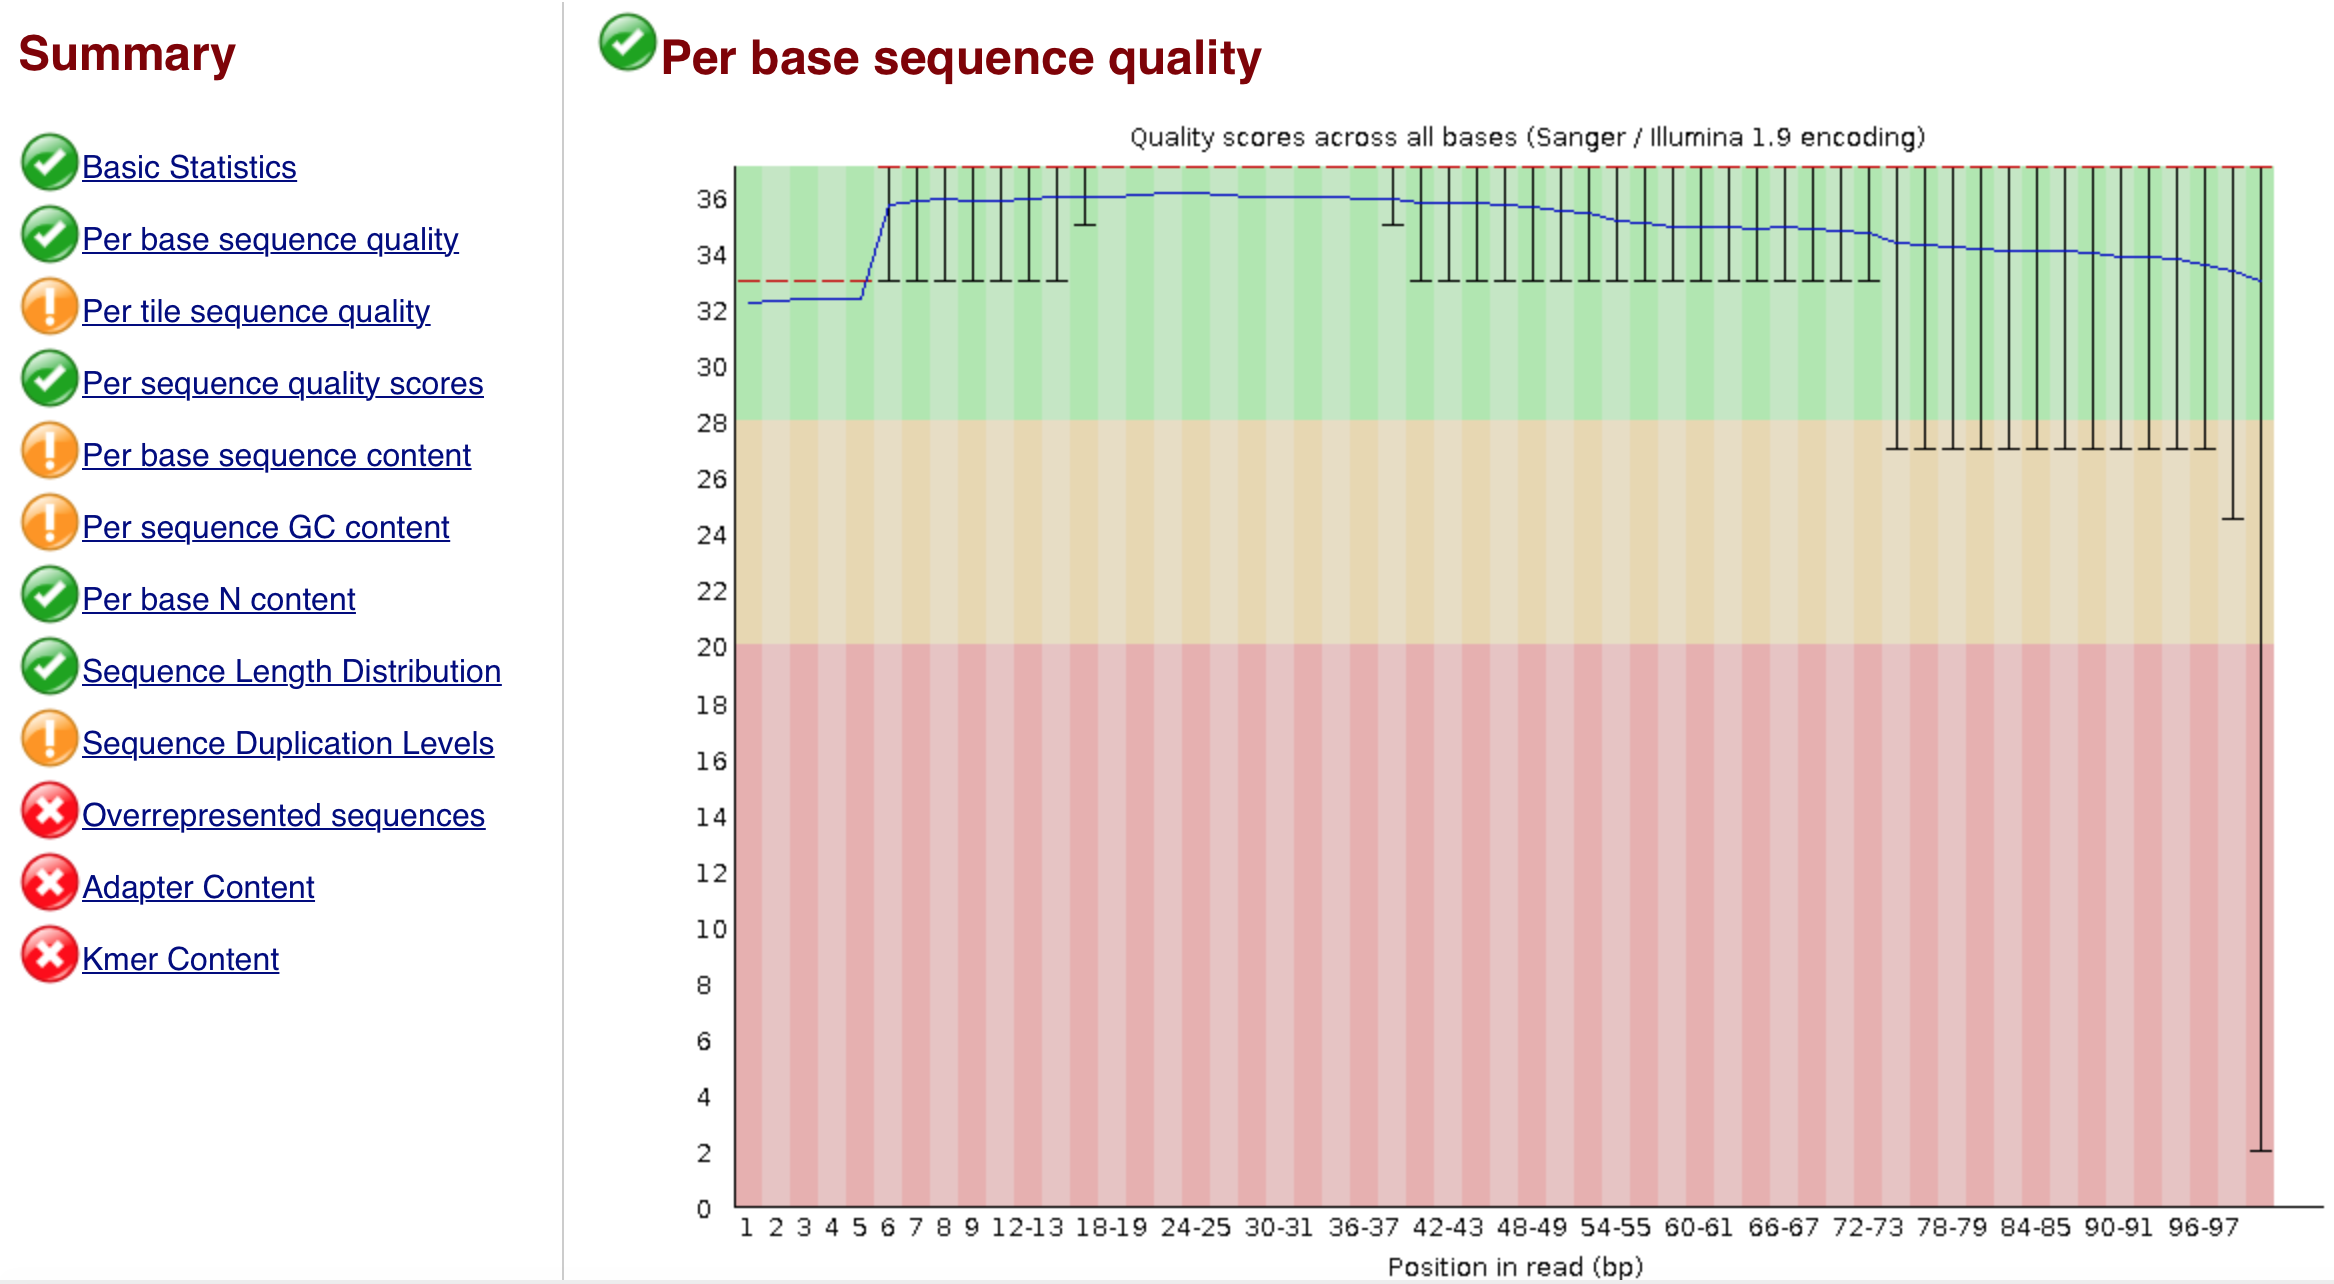 Summary
Basic Statistics
Per base sequence quality
Per tile sequence quality
Per sequence quality scores
Per base sequence content
Per sequence GC content
Per base N content
Sequence Length Distribution
Sequence Duplication Levels
Overrepresented sequences
Adapter Content
Kmer Content
Per base sequence quality
Quality scores across all bases (Sanger / Illumina 1.9 encoding)
36
34
32
30
28
26
24
22
20
18
16
14
12
10
8
6
4
2
0
1 2 3 4 5 6 7 8 9 12-13 18-19 24-25 30-31 36-37 42-43 48-49 54-55 60-61 66-67 72-73 78-79 84-85 90-91 96-97
Position in read (bp)